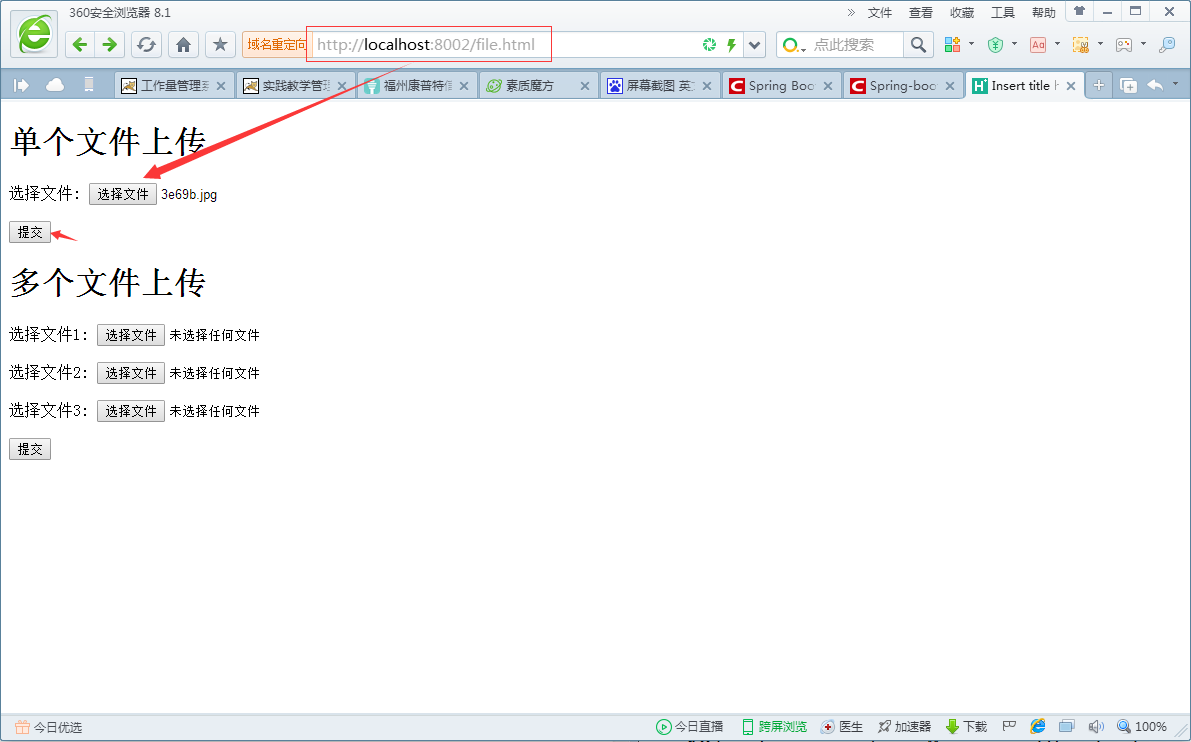 360安全浏览器 8.1
» 文件 查看 收藏 工具 帮助
域名重定向 http://localhost:8002/file.html 点此搜索
工作量管理系 实践教学管理 福州康普特信 素质魔方 屏幕截图 英 Spring Boo Spring-boo Insert title h
单个文件上传
选择文件： 选择文件 3e69b.jpg
提交
多个文件上传
选择文件1： 选择文件 未选择任何文件
选择文件2： 选择文件 未选择任何文件
选择文件3： 选择文件 未选择任何文件
提交
今日优选 今日直播 跨屏浏览 医生 加速器 下载 100%